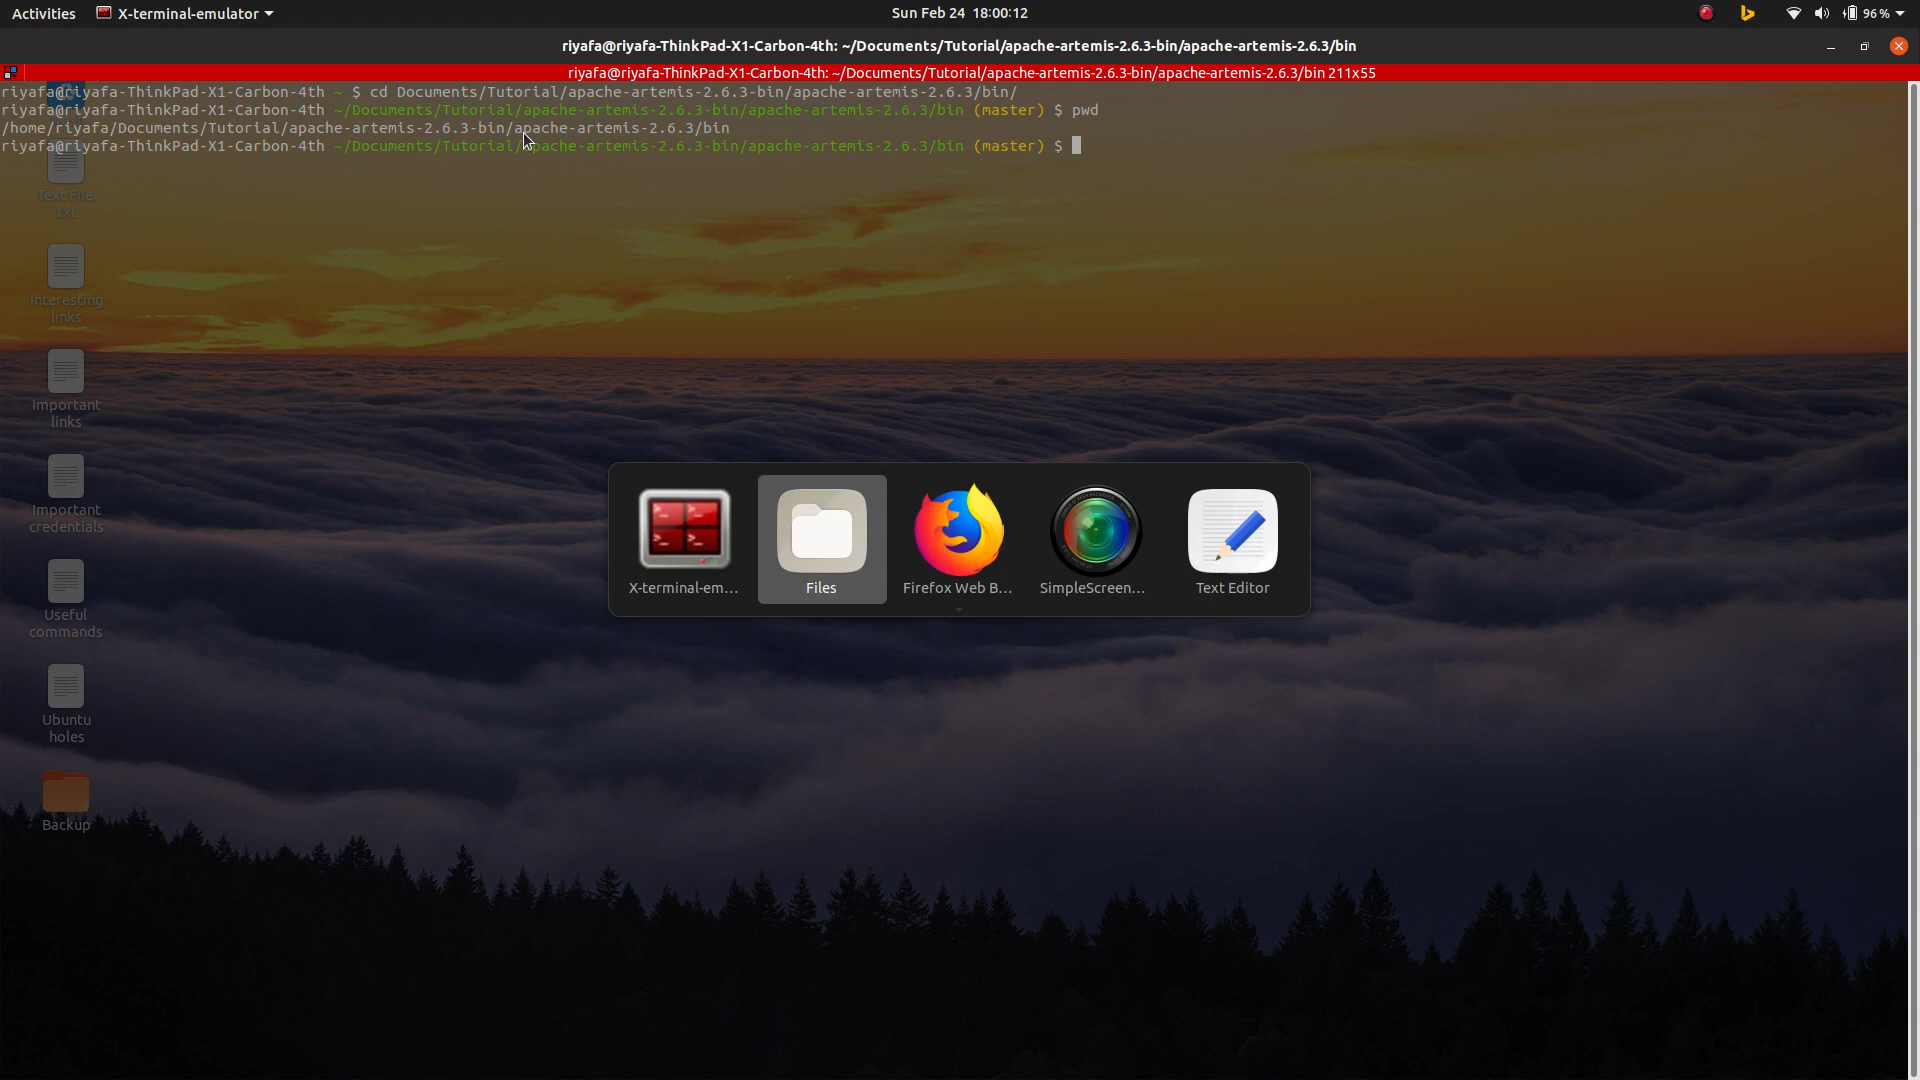 Activities X-terminal-emulator Sun Feb 24 18:00:12 96 %
riyafa@riyafa-ThinkPad-X1-Carbon-4th: ~/Documents/Tutorial/apache-artemis-2.6.3-bin/apache-artemis-2.6.3/bin
riyafa@riyafa-ThinkPad-X1-Carbon-4th: ~/Documents/Tutorial/apache-artemis-2.6.3-bin/apache-artemis-2.6.3/bin 211x55
riyafa@riyafa-ThinkPad-X1-Carbon-4th ~ $ cd Documents/Tutorial/apache-artemis-2.6.3-bin/apache-artemis-2.6.3/bin/
riyafa@riyafa-ThinkPad-X1-Carbon-4th ~/Documents/Tutorial/apache-artemis-2.6.3-bin/apache-artemis-2.6.3/bin (master) $ pwd
/home/riyafa/Documents/Tutorial/apache-artemis-2.6.3-bin/apache-artemis-2.6.3/bin
riyafa@riyafa-ThinkPad-X1-Carbon-4th ~/Documents/Tutorial/apache-artemis-2.6.3-bin/apache-artemis-2.6.3/bin (master) $
Text File.
txt
Interesting
links
Important
links
Important
credentials
Useful
commands
Ubuntu
holes
Backup
X-terminal-em... Files Firefox Web B... SimpleScreen... Text Editor